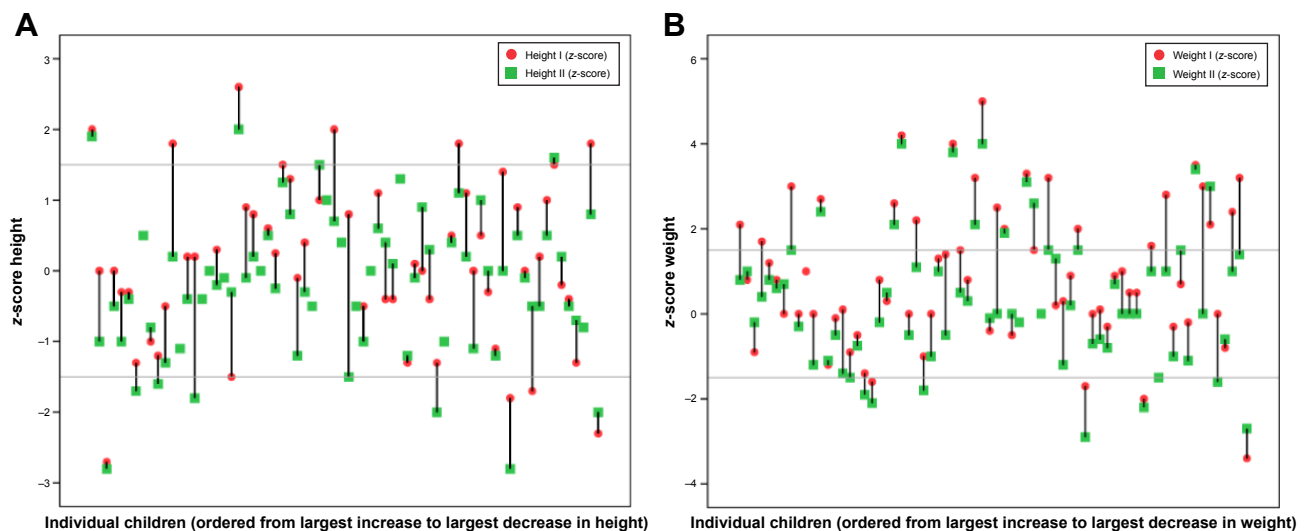 A
3
2
1
0
–1
–2
–3
z-score height
Height I (z-score)
Height II (z-score)
Individual children (ordered from largest increase to largest decrease in height)
B
6
4
2
0
–2
–4
z-score weight
Weight I (z-score)
Weight II (z-score)
Individual children (ordered from largest increase to largest decrease in weight)